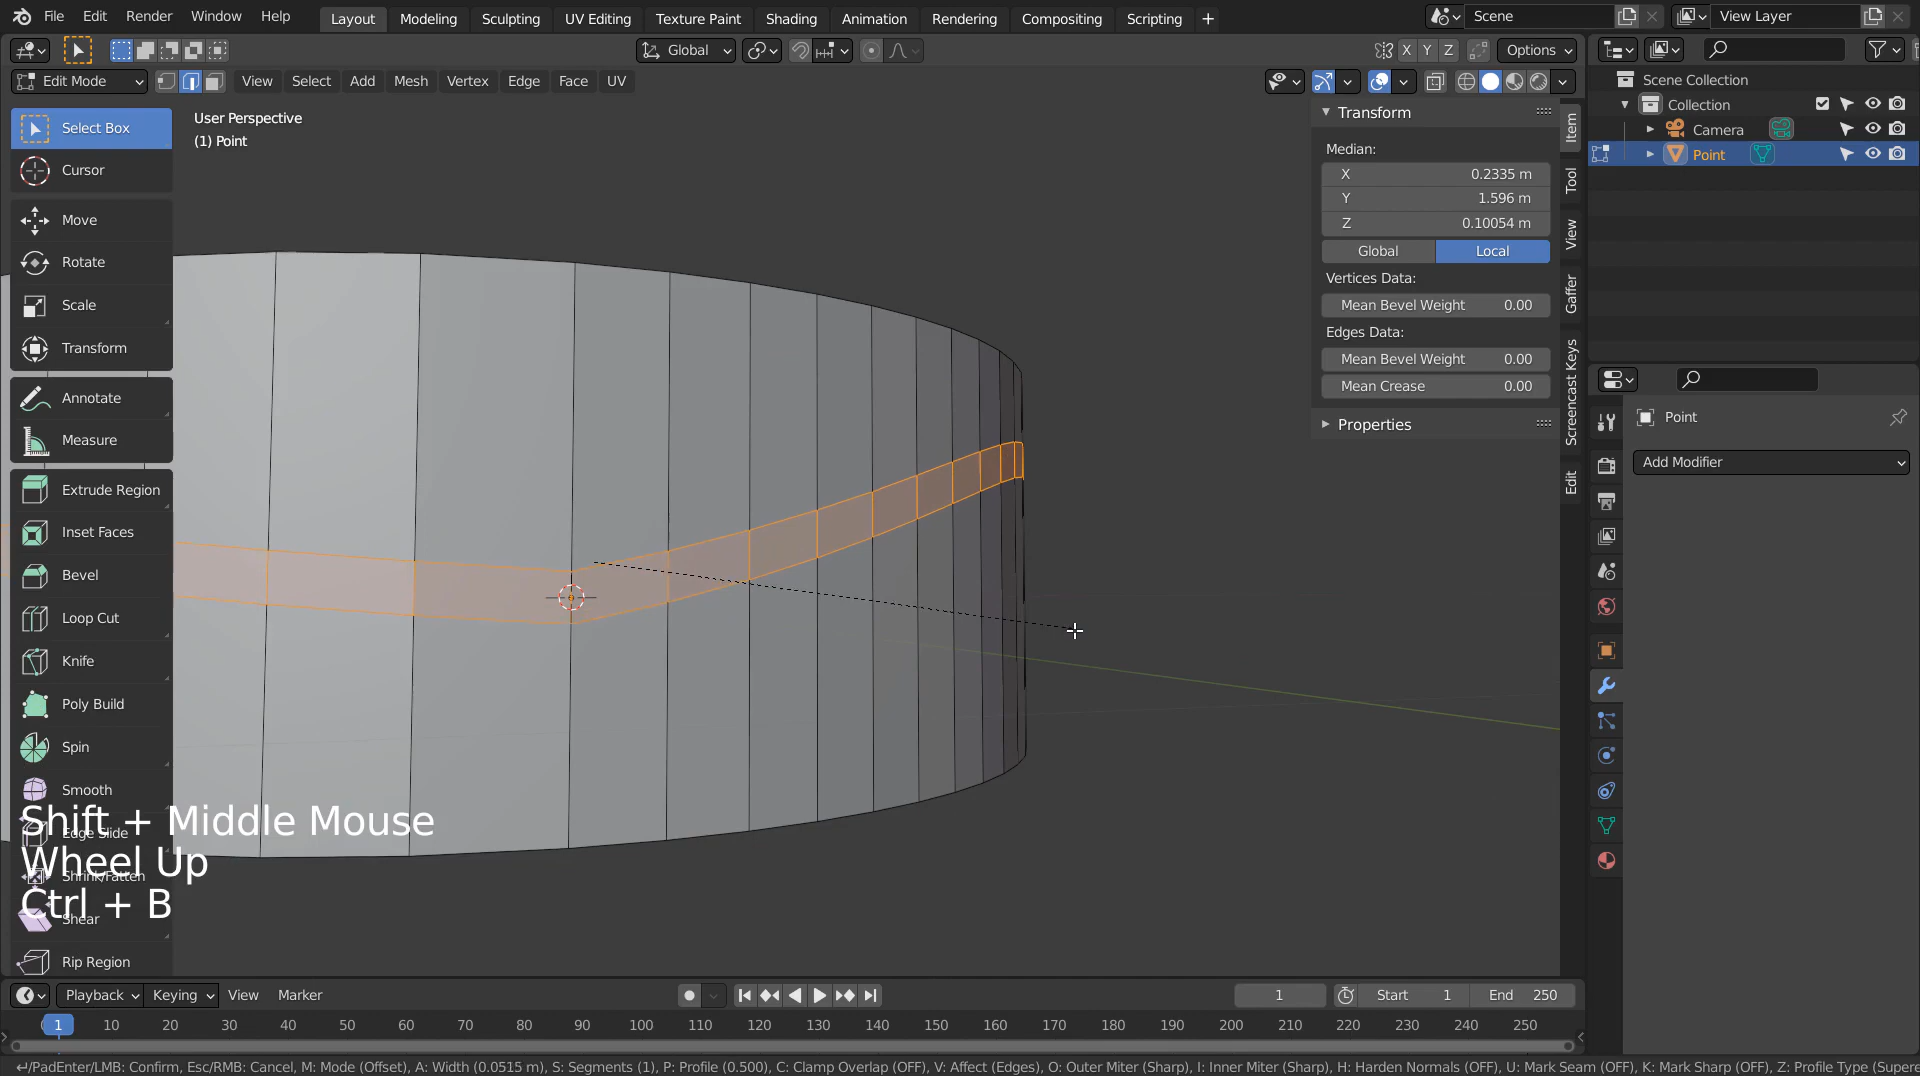 File Edit Render Window Help Layout Modeling Sculpting UV Editing Texture Paint Shading Animation Rendering Compositing Scripting + Scene View Layer
Global X Y Z Options
Edit Mode View Select Add Mesh Vertex Edge Face UV
Scene Collection
Collection
Camera
Point
Select Box
Cursor
Move
Rotate
Scale
Transform
Annotate
Measure
Extrude Region
Inset Faces
Bevel
Loop Cut
Knife
Poly Build
Spin
Smooth
Edge Slide
Shrink/Fatten
Shear
Rip Region
User Perspective
(1) Point
Transform
Median:
X 0.2335 m
Y 1.596 m
Z 0.10054 m
Global Local
Vertices Data:
Mean Bevel Weight 0.00
Edges Data:
Mean Bevel Weight 0.00
Mean Crease 0.00
Properties
Item
Tool
View
Gaffer
Screencast Keys
Edit
Point
Add Modifier
Shift + Middle Mouse
Wheel Up
Ctrl + B
Playback Keying View Marker 1 Start 1 End 250
1 10 20 30 40 50 60 70 80 90 100 110 120 130 140 150 160 170 180 190 200 210 220 230 240 250
/PadEnter/LMB: Confirm, Esc/RMB: Cancel, M: Mode (Offset), A: Width (0.0515 m), S: Segments (1), P: Profile (0.500), C: Clamp Overlap (OFF), V: Affect (Edges), O: Outer Miter (Sharp), I: Inner Miter (Sharp), H: Harden Normals (OFF), U: Mark Seam (OFF), K: Mark Sharp (OFF), Z: Profile Type (Supere